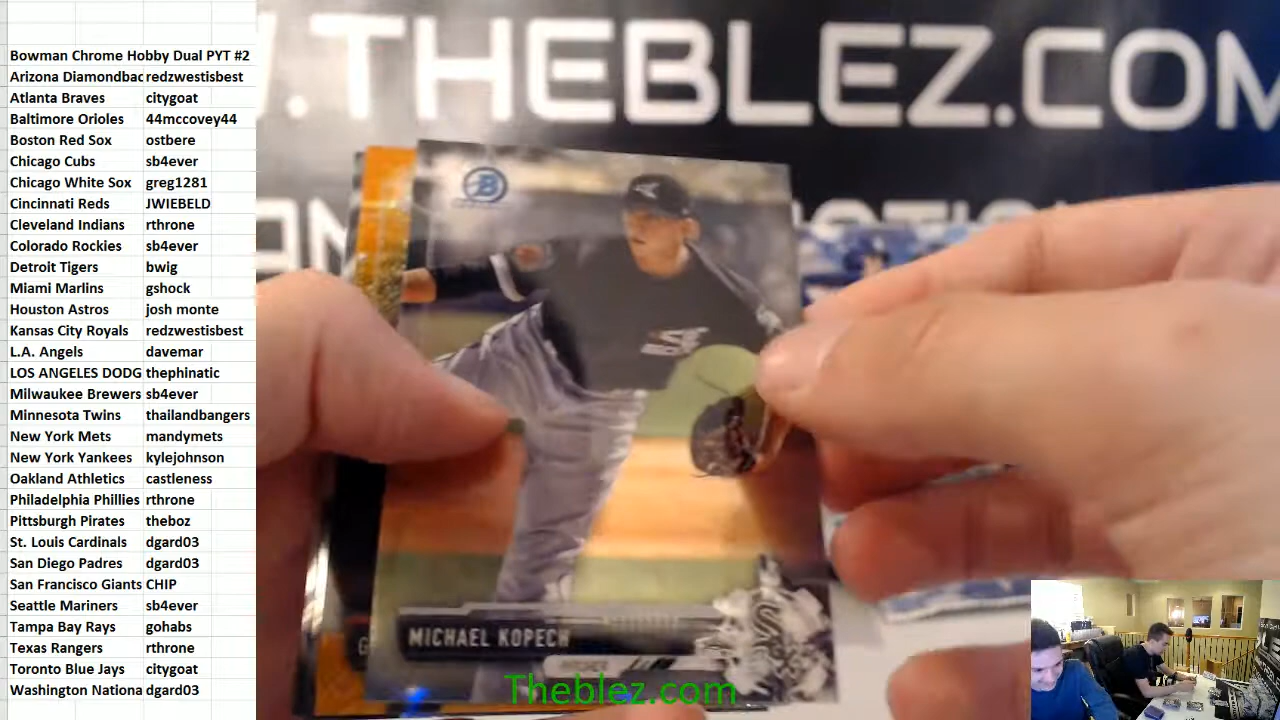 Bowman Chrome Hobby Dual PYT #2
Arizona Diamondbac redzwestisbest
Atlanta Braves citygoat
Baltimore Orioles 44mccovey44
Boston Red Sox ostbere
Chicago Cubs sb4ever
Chicago White Sox greg1281
Cincinnati Reds JWIEBELD
Cleveland Indians rthrone
Colorado Rockies sb4ever
Detroit Tigers bwig
Miami Marlins gshock
Houston Astros josh monte
Kansas City Royals redzwestisbest
L.A. Angels davemar
LOS ANGELES DODG thephinatic
Milwaukee Brewers sb4ever
Minnesota Twins thailandbangers
New York Mets mandymets
New York Yankees kylejohnson
Oakland Athletics castleness
Philadelphia Phillies rthrone
Pittsburgh Pirates theboz
St. Louis Cardinals dgard03
San Diego Padres dgard03
San Francisco Giants CHIP
Seattle Mariners sb4ever
Tampa Bay Rays gohabs
Texas Rangers rthrone
Toronto Blue Jays citygoat
Washington Nationa dgard03
.THEBLEZ.COM
B
MICHAEL KOPECH
PITCHER
Theblez.com